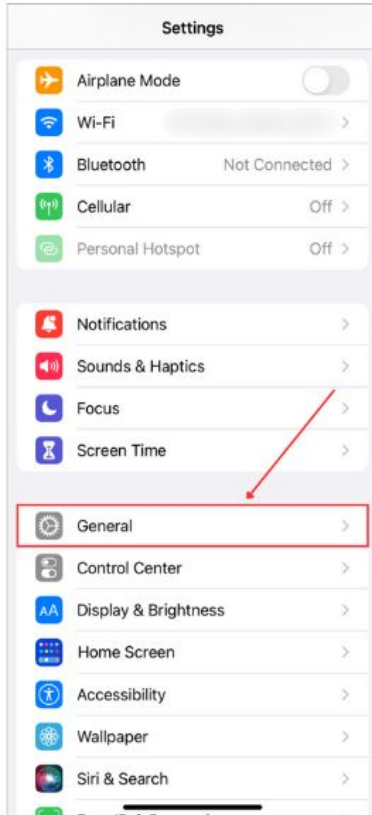 Settings
Airplane Mode
Wi-Fi
Bluetooth Not Connected
Cellular Off
Personal Hotspot Off
Notifications
Sounds & Haptics
Focus
Screen Time
General
Control Center
AA Display & Brightness
Home Screen
Accessibility
Wallpaper
Siri & Search